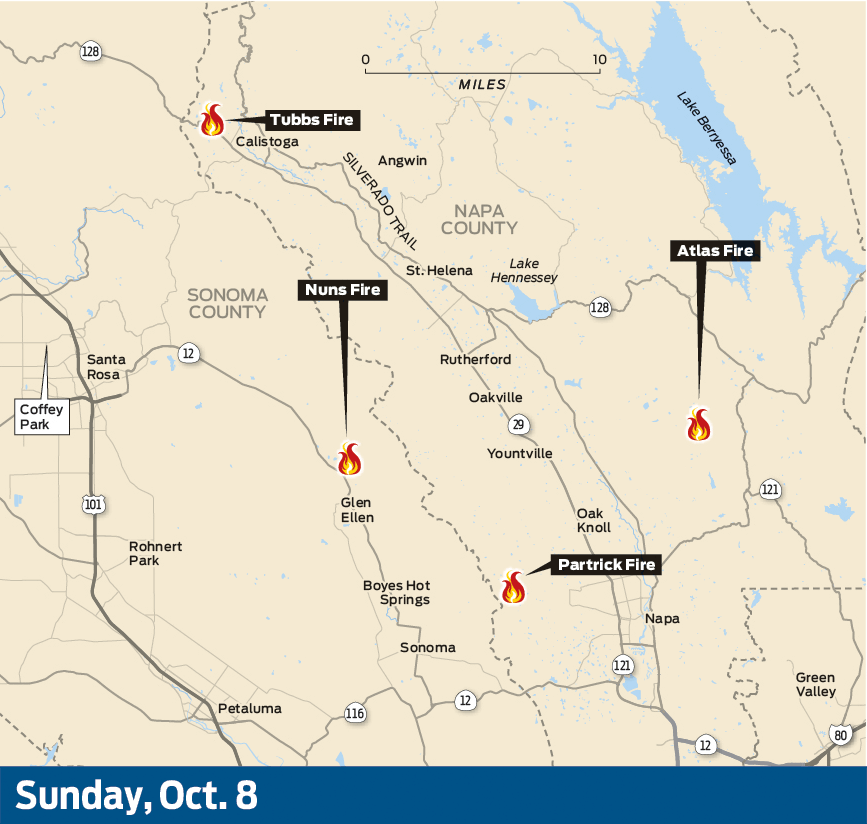 128
0
10
MILES
Lake Berryessa
Tubbs Fire
Calistoga
Angwin
SILVERADO TRAIL
NAPA
COUNTY
Atlas Fire
St. Helena
Lake
Hennessey
Nuns Fire
SONOMA
COUNTY
128
12
Santa
Rosa
Rutherford
Oakville
Coffey
Park
29
Yountville
101
Glen
Ellen
121
Oak
Knoll
Rohnert
Park
Partrick Fire
Boyes Hot
Springs
Napa
Sonoma
121
Green
Valley
Petaluma
116
12
12
80
Sunday, Oct. 8